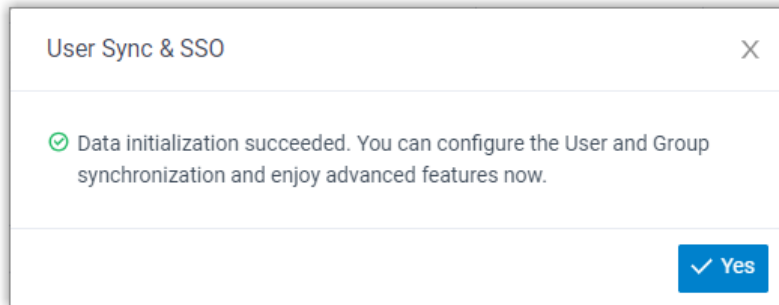 User Sync & SSO
Data initialization succeeded. You can configure the User and Group
synchronization and enjoy advanced features now.
Yes